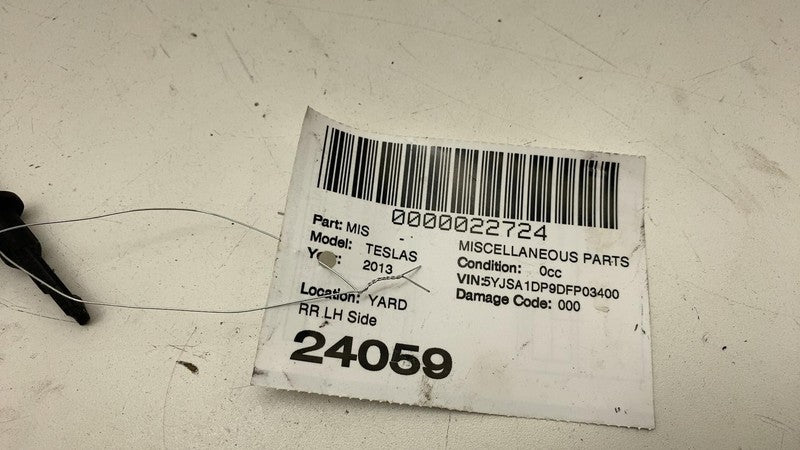 0000022724
Part: MIS
MISCELLANEOUS PARTS
Model: TESLAS
Condition: 0cc
2013
VIN:5YJSA1DP9DFP03400
Location: YARD
Damage Code: 000
RR LH Side
24059